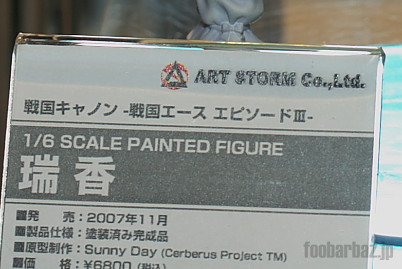 ART STORM Co.,Ltd.
戦国キャノン -戦国エース エピソードⅢ-
1/6 SCALE PAINTED FIGURE
瑞香
■発　売：2007年11月
■製品仕様：塗装済み完成品
■原型制作：Sunny Day (Cerberus Project TM)
■価　格：¥6800 (税込)
foobarbaz.jp